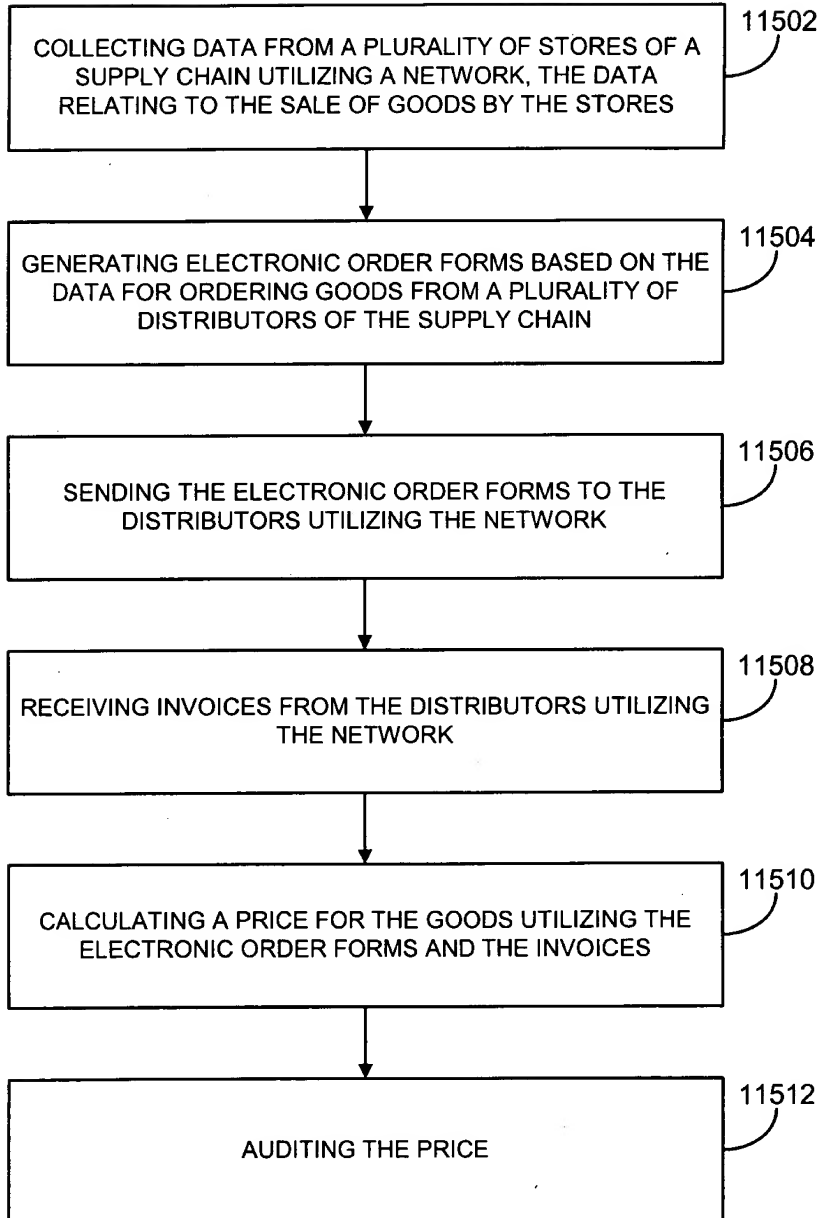 11502
COLLECTING DATA FROM A PLURALITY OF STORES OF A
SUPPLY CHAIN UTILIZING A NETWORK, THE DATA
RELATING TO THE SALE OF GOODS BY THE STORES
11504
GENERATING ELECTRONIC ORDER FORMS BASED ON THE
DATA FOR ORDERING GOODS FROM A PLURALITY OF
DISTRIBUTORS OF THE SUPPLY CHAIN
11506
SENDING THE ELECTRONIC ORDER FORMS TO THE
DISTRIBUTORS UTILIZING THE NETWORK
11508
RECEIVING INVOICES FROM THE DISTRIBUTORS UTILIZING
THE NETWORK
11510
CALCULATING A PRICE FOR THE GOODS UTILIZING THE
ELECTRONIC ORDER FORMS AND THE INVOICES
11512
AUDITING THE PRICE